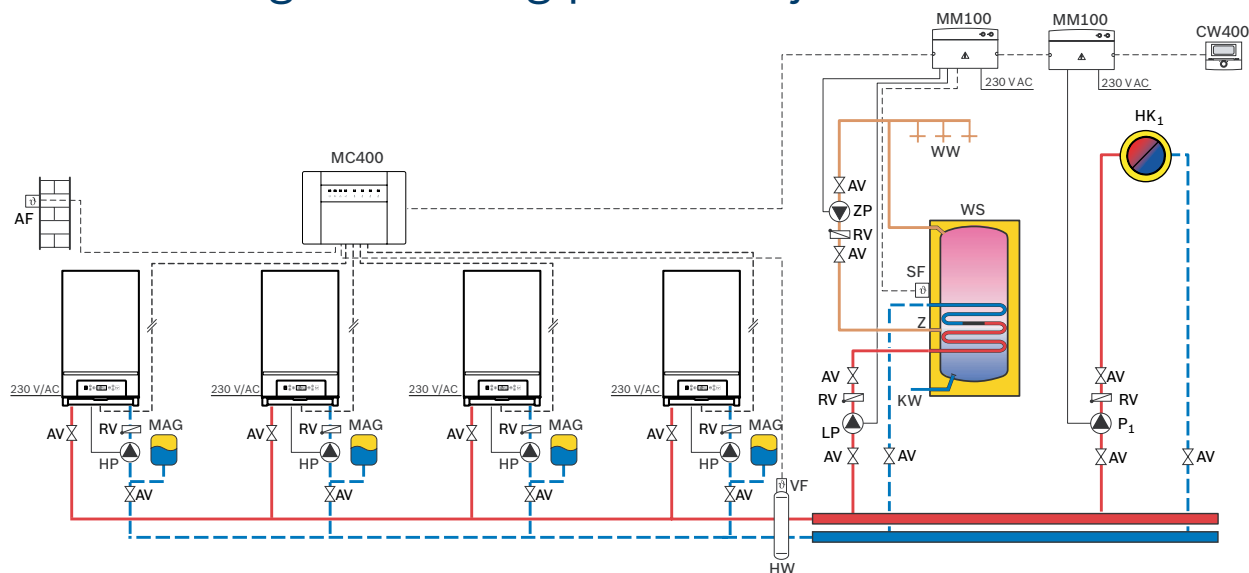 MM100 MM100 CW400
230 V AC 230 V AC
HK1
WW
MC400
AV
ZP
RV
AV
WS
AF
SF
Z
KW
230 V/AC 230 V/AC 230 V/AC 230 V/AC
AV AV
RV RV
LP P1
AV AV AV AV
RV MAG RV MAG RV MAG RV MAG
AV AV AV AV
HP HP HP HP
AV AV AV AV
VF
HW